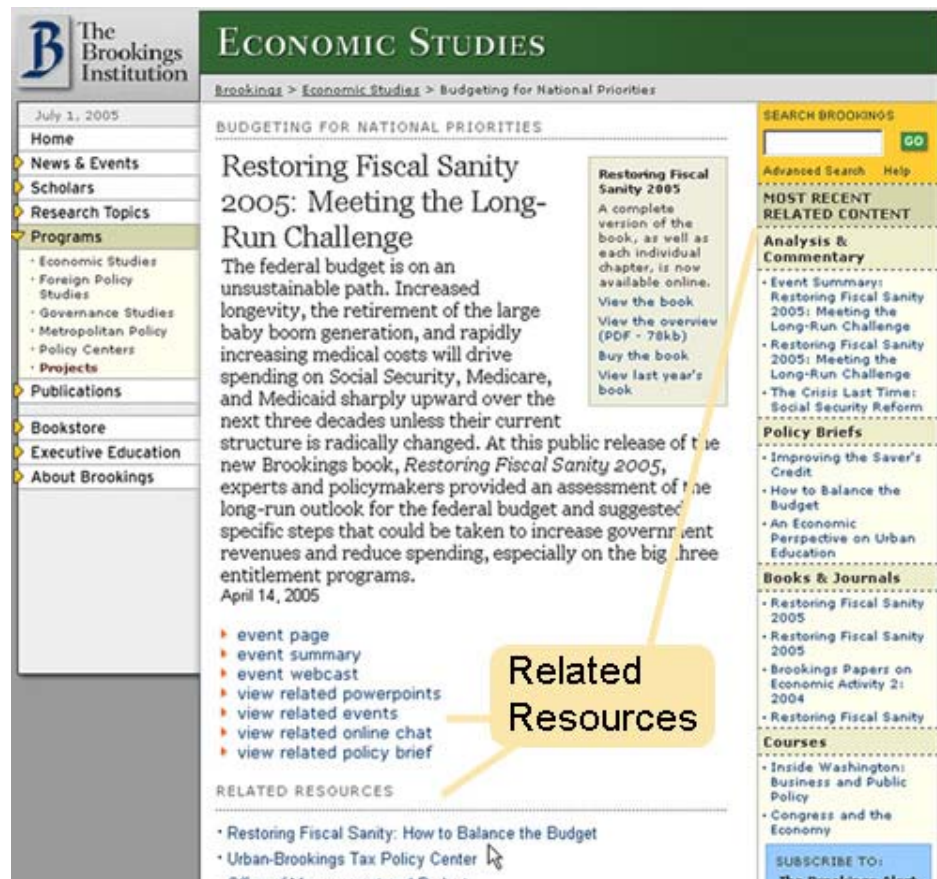 The
Brookings
Institution
ECONOMIC STUDIES
Brookings > Economic Studies > Budgeting for National Priorities
July 1, 2005
Home
News & Events
Scholars
Research Topics
Programs
· Economic Studies
· Foreign Policy
Studies
· Governance Studies
· Metropolitan Policy
· Policy Centers
· Projects
Publications
Bookstore
Executive Education
About Brookings
BUDGETING FOR NATIONAL PRIORITIES
Restoring Fiscal Sanity
2005: Meeting the Long-
Run Challenge
The federal budget is on an
unsustainable path. Increased
longevity, the retirement of the large
baby boom generation, and rapidly
increasing medical costs will drive
spending on Social Security, Medicare,
and Medicaid sharply upward over the
next three decades unless their current
structure is radically changed. At this public release of the
new Brookings book, Restoring Fiscal Sanity 2005,
experts and policymakers provided an assessment of the
long-run outlook for the federal budget and suggested
specific steps that could be taken to increase government
revenues and reduce spending, especially on the big three
entitlement programs.
April 14, 2005
Restoring Fiscal
Sanity 2005
A complete
version of the
book, as well as
each individual
chapter, is now
available online.
View the book
View the overview
(PDF - 78kb)
Buy the book
View last year's
book
event page
event summary
event webcast
view related powerpoints
view related events
view related online chat
view related policy brief
Related
Resources
RELATED RESOURCES
· Restoring Fiscal Sanity: How to Balance the Budget
· Urban-Brookings Tax Policy Center
SEARCH BROOKINGS
GO
Advanced Search Help
MOST RECENT
RELATED CONTENT
Analysis &
Commentary
· Event Summary:
Restoring Fiscal Sanity
2005: Meeting the
Long-Run Challenge
· Restoring Fiscal Sanity
2005: Meeting the
Long-Run Challenge
· The Crisis Last Time:
Social Security Reform
Policy Briefs
· Improving the Saver's
Credit
· How to Balance the
Budget
· An Economic
Perspective on Urban
Education
Books & Journals
· Restoring Fiscal Sanity
2005
· Restoring Fiscal Sanity
2005
· Brookings Papers on
Economic Activity 2:
2004
· Restoring Fiscal Sanity
Courses
· Inside Washington:
Business and Public
Policy
· Congress and the
Economy
SUBSCRIBE TO:
The Brookings Alert